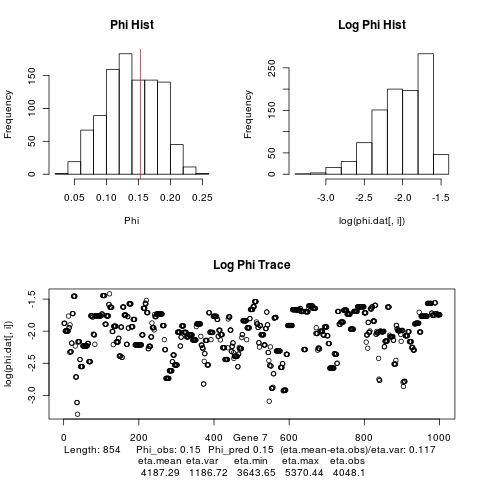 Phi Hist
Log Phi Hist
Frequency
0 50 100 150
0.05 0.10 0.15 0.20 0.25
Phi
Frequency
0 50 150 250
-3.0 -2.5 -2.0 -1.5
log(phi.dat[, i])
Log Phi Trace
log(phi.dat[, i])
-3.0 -2.5 -2.0 -1.5
0 200 400 600 800 1000
Gene 7
Length: 854 Phi_obs: 0.15 Phi_pred 0.15 (eta.mean-eta.obs)/eta.var: 0.117
eta.mean eta.var eta.min eta.max eta.obs
4187.29 1186.72 3643.65 5370.44 4048.1